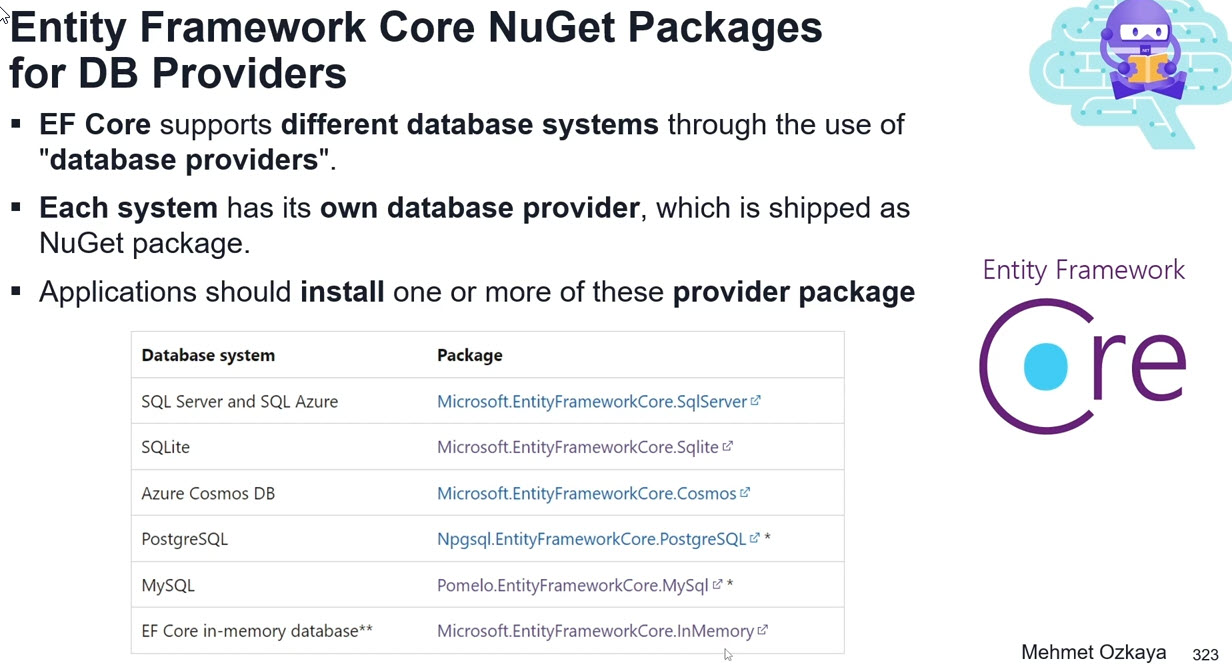 Entity Framework Core NuGet Packages
for DB Providers
▪ EF Core supports different database systems through the use of
"database providers".
▪ Each system has its own database provider, which is shipped as
NuGet package.
▪ Applications should install one or more of these provider package
Entity Framework
Core
Database system Package
SQL Server and SQL Azure Microsoft.EntityFrameworkCore.SqlServer
SQLite Microsoft.EntityFrameworkCore.Sqlite
Azure Cosmos DB Microsoft.EntityFrameworkCore.Cosmos
PostgreSQL Npgsql.EntityFrameworkCore.PostgreSQL *
MySQL Pomelo.EntityFrameworkCore.MySql *
EF Core in-memory database** Microsoft.EntityFrameworkCore.InMemory
Mehmet Ozkaya 323